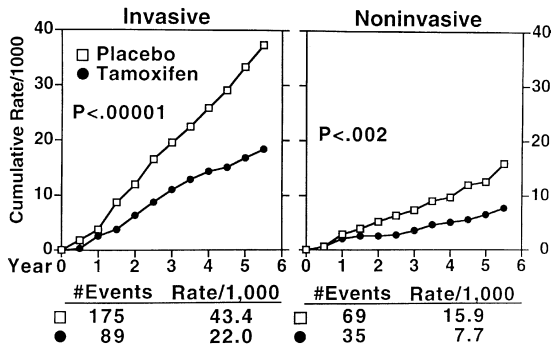 Invasive
Noninvasive
Cumulative Rate/1000
40
30
20
10
0
Placebo
Tamoxifen
P<.00001
P<.002
40
30
20
10
0
Year 0 1 2 3 4 5 6
0 1 2 3 4 5 6
#Events Rate/1,000
175 43.4
89 22.0
#Events Rate/1,000
69 15.9
35 7.7